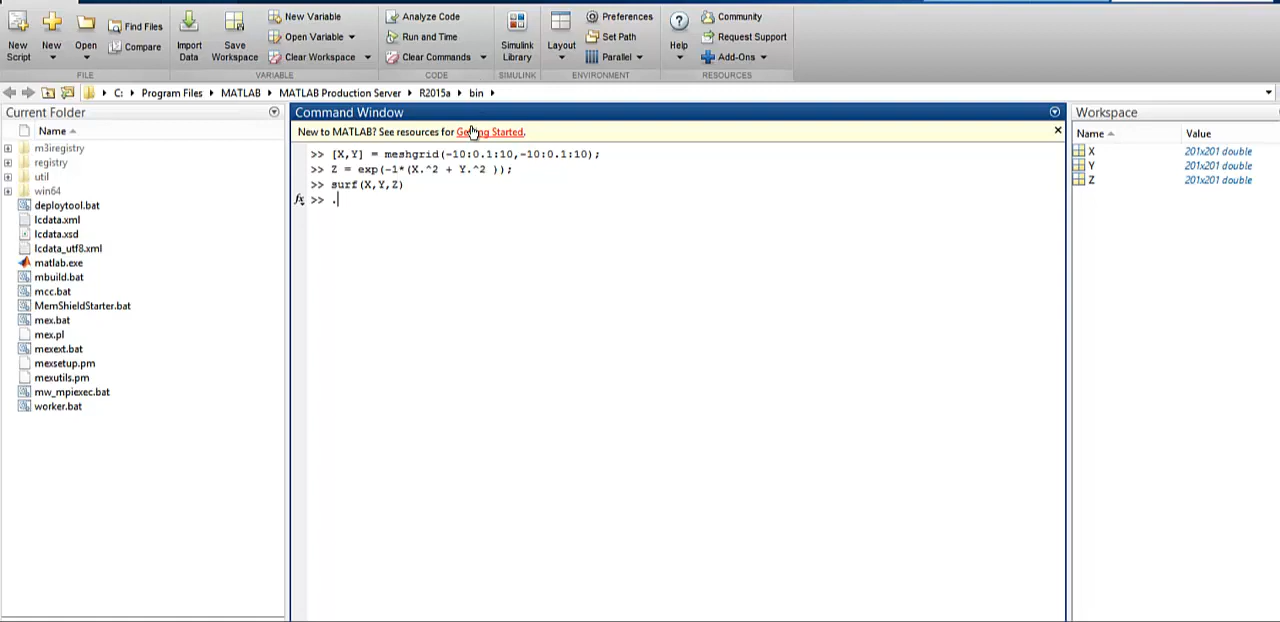 New Script
New
Open
Find Files
Compare
FILE
Import Data
Save Workspace
New Variable
Open Variable
Clear Workspace
VARIABLE
Analyze Code
Run and Time
Clear Commands
CODE
Simulink Library
SIMULINK
Layout
Preferences
Set Path
Parallel
ENVIRONMENT
? Help
Community
Request Support
Add-Ons
RESOURCES
C: Program Files MATLAB MATLAB Production Server R2015a bin
Current Folder
Name
m3iregistry
registry
util
win64
deploytool.bat
lcdata.xml
lcdata.xsd
lcdata_utf8.xml
matlab.exe
mbuild.bat
mcc.bat
MemShieldStarter.bat
mex.bat
mex.pl
mexext.bat
mexsetup.pm
mexutils.pm
mw_mpiexec.bat
worker.bat
Command Window
New to MATLAB? See resources for Getting Started.
>> [X,Y] = meshgrid(-10:0.1:10,-10:0.1:10);
>> Z = exp(-1*(X.^2 + Y.^2 ));
>> surf(X,Y,Z)
fx >> .
Workspace
Name Value
X 201x201 double
Y 201x201 double
Z 201x201 double